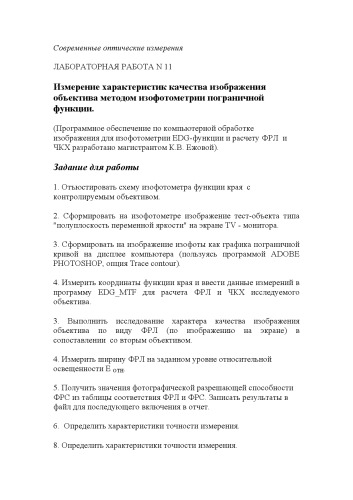 Современные оптические измерения
ЛАБОРАТОРНАЯ РАБОТА N 11
Измерение характеристик качества изображения
объектива методом изофотометрии пограничной
функции.
(Программное обеспечение по компьютерной обработке
изображения для изофотометрии EDG-функции и расчету ФРЛ и
ЧКХ разработано магистрантом К.В. Ежовой).
Задание для работы
1. Отъюстировать схему изофотометра функции края с
контролируемым объективом.
2. Сформировать на изофотометре изображение тест-объекта типа
"полуплоскость переменной яркости" на экране TV - монитора.
3. Сформировать на изображение изофоты как графика пограничной
кривой на дисплее компьютера (пользуясь программой ADOBE
PHOTOSHOP, опция Trace contour).
4. Измерить координаты функции края и ввести данные измерений в
программу EDG_MTF для расчета ФРЛ и ЧКХ исследуемого
объектива.
3. Выполнить исследование характера качества изображения
объектива по виду ФРЛ (по изображению на экране) в
сопоставлении со вторым объективом.
4. Измерить ширину ФРЛ на заданном уровне относительной
освещенности E отн.
5. Получить значения фотографической разрешающей способности
ФРС из таблицы соответствия ФРЛ и ФРС. Записать результаты в
файл для последующего включения в отчет.
6. Определить характеристики точности измерения.
8. Определить характеристики точности измерения.